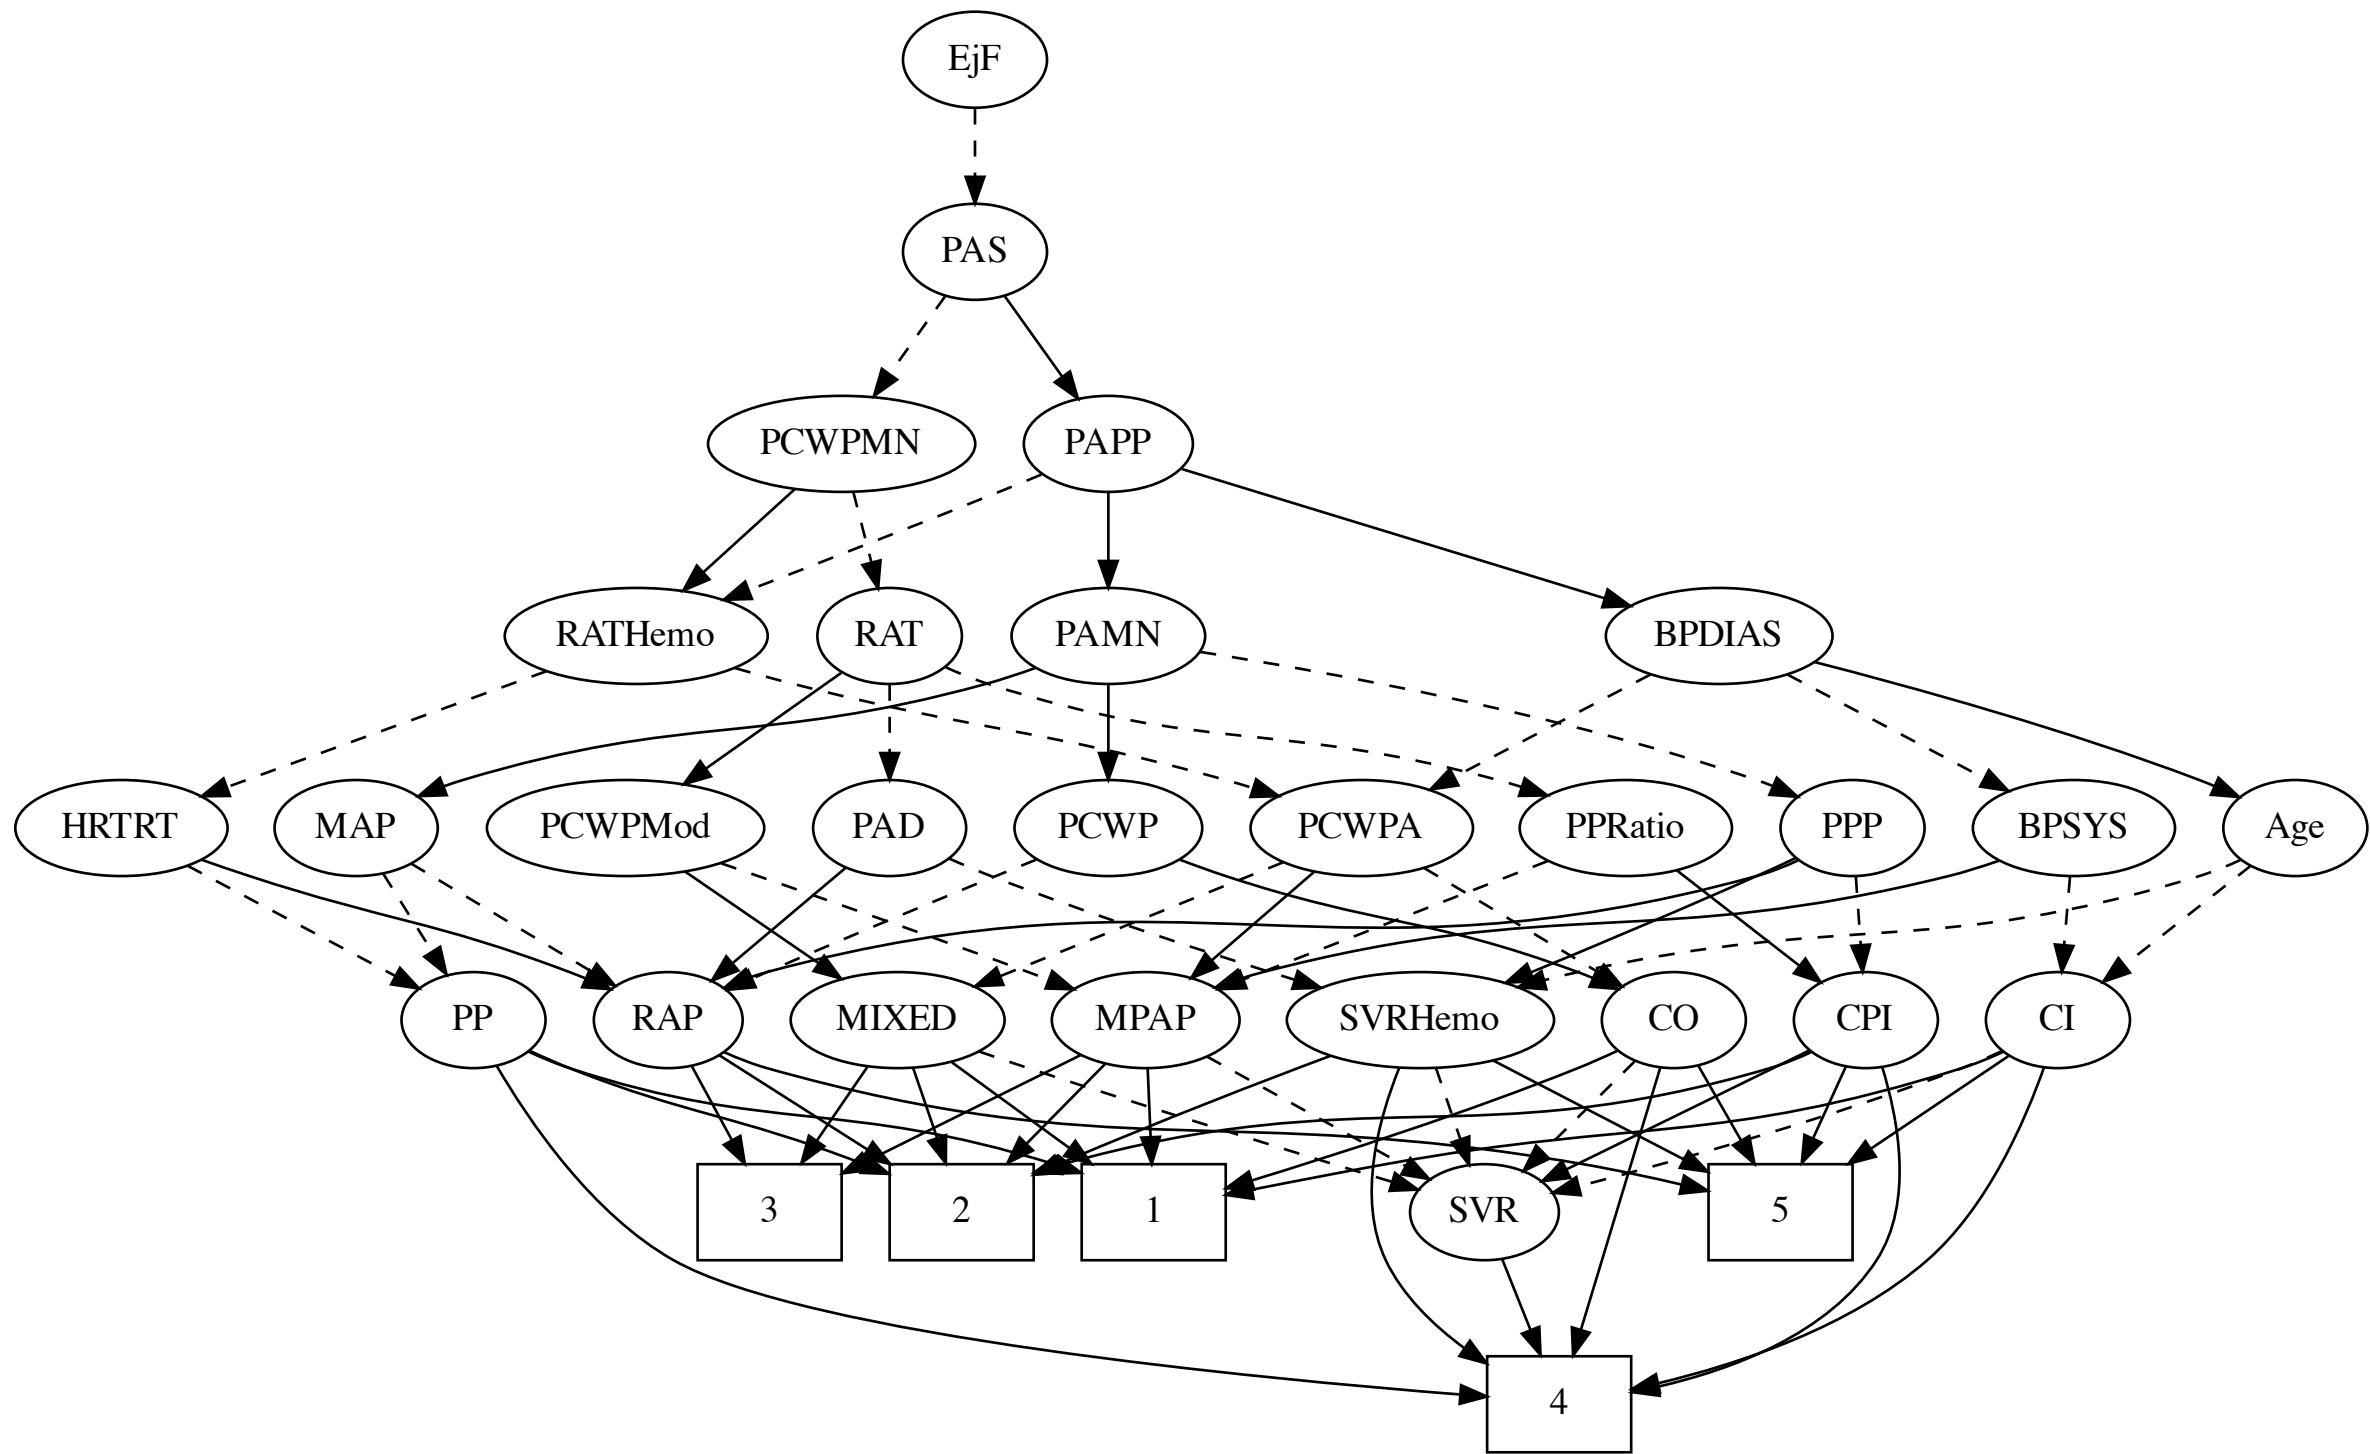 EjF
PAS
PCWPMN
PAPP
RATHemo
RAT
PAMN
BPDIAS
HRTRT
MAP
PCWPMod
PAD
PCWP
PCWPA
PPRatio
PPP
BPSYS
Age
PP
RAP
MIXED
MPAP
SVRHemo
CO
CPI
CI
3
2
1
SVR
5
4